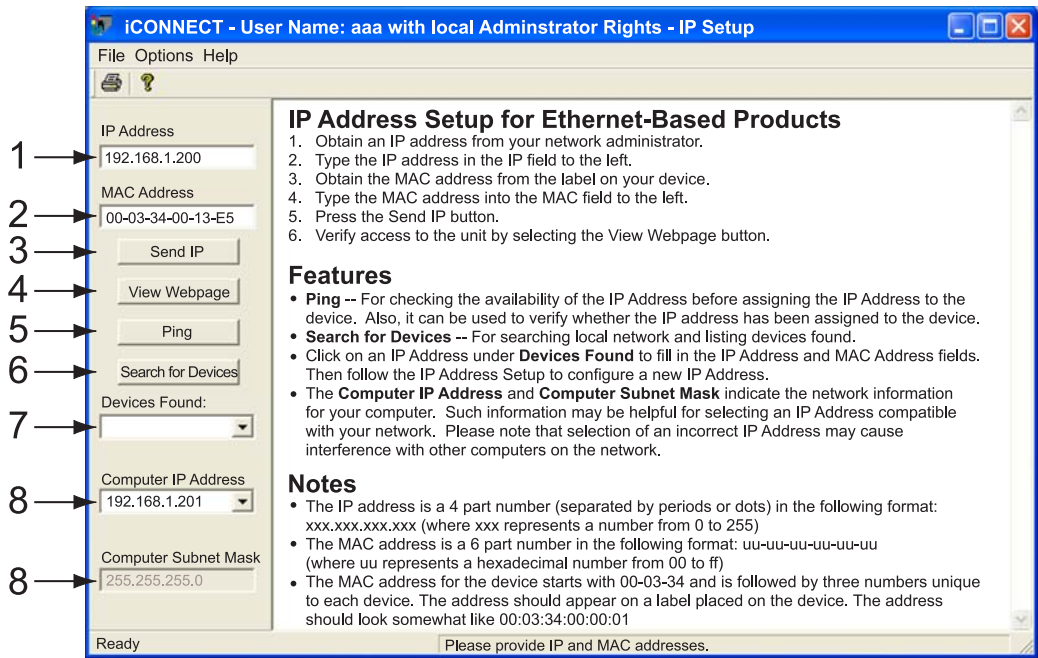 iCONNECT - User Name: aaa with local Adminstrator Rights - IP Setup
File Options Help
IP Address
1
192.168.1.200
MAC Address
2
00-03-34-00-13-E5
3
Send IP
4
View Webpage
5
Ping
6
Search for Devices
Devices Found:
7
Computer IP Address
8
192.168.1.201
Computer Subnet Mask
8
255.255.255.0
IP Address Setup for Ethernet-Based Products
1. Obtain an IP address from your network administrator.
2. Type the IP address in the IP field to the left.
3. Obtain the MAC address from the label on your device.
4. Type the MAC address into the MAC field to the left.
5. Press the Send IP button.
6. Verify access to the unit by selecting the View Webpage button.
Features
• Ping -- For checking the availability of the IP Address before assigning the IP Address to the
device. Also, it can be used to verify whether the IP address has been assigned to the device.
• Search for Devices -- For searching local network and listing devices found.
• Click on an IP Address under Devices Found to fill in the IP Address and MAC Address fields.
Then follow the IP Address Setup to configure a new IP Address.
• The Computer IP Address and Computer Subnet Mask indicate the network information
for your computer. Such information may be helpful for selecting an IP Address compatible
with your network. Please note that selection of an incorrect IP Address may cause
interference with other computers on the network.
Notes
• The IP address is a 4 part number (separated by periods or dots) in the following format:
xxx.xxx.xxx.xxx (where xxx represents a number from 0 to 255)
• The MAC address is a 6 part number in the following format: uu-uu-uu-uu-uu-uu
(where uu represents a hexadecimal number from 00 to ff)
• The MAC address for the device starts with 00-03-34 and is followed by three numbers unique
to each device. The address should appear on a label placed on the device. The address
should look somewhat like 00:03:34:00:00:01
Ready
Please provide IP and MAC addresses.